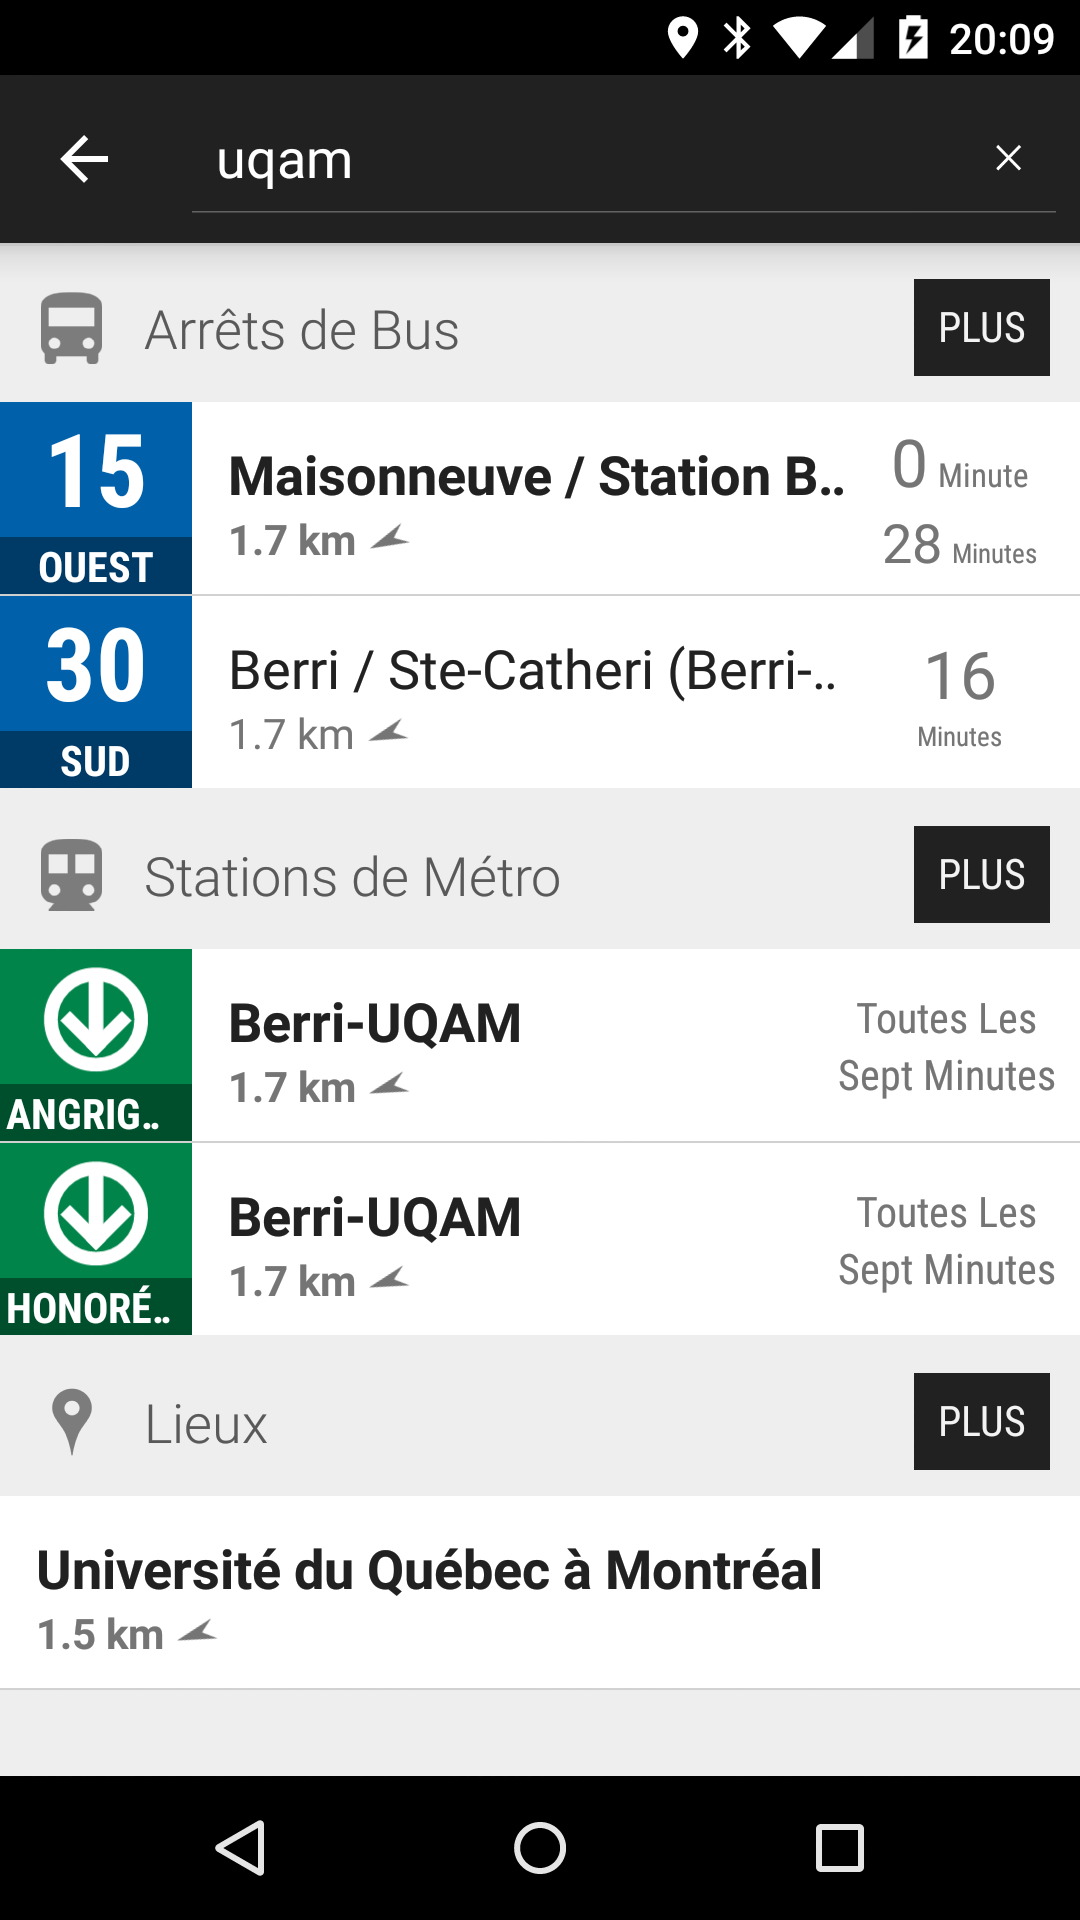 20:09
uqam
Arrêts de Bus
PLUS
15
OUEST
Maisonneuve / Station B..
1.7 km
0 Minute
28 Minutes
30
SUD
Berri / Ste-Catheri (Berri-..
1.7 km
16
Minutes
Stations de Métro
PLUS
ANGRIG..
Berri-UQAM
1.7 km
Toutes Les
Sept Minutes
HONORÉ..
Berri-UQAM
1.7 km
Toutes Les
Sept Minutes
Lieux
PLUS
Université du Québec à Montréal
1.5 km